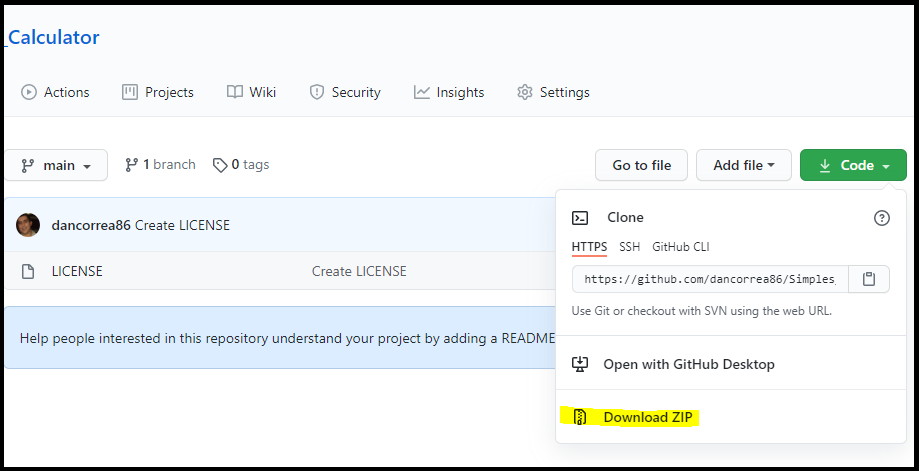 _Calculator
Actions Projects Wiki Security Insights Settings
main 1 branch 0 tags Go to file Add file Code
dancorrea86 Create LICENSE
LICENSE Create LICENSE
Help people interested in this repository understand your project by adding a README
Clone
HTTPS SSH GitHub CLI
https://github.com/dancorrea86/Simples_
Use Git or checkout with SVN using the web URL.
Open with GitHub Desktop
Download ZIP